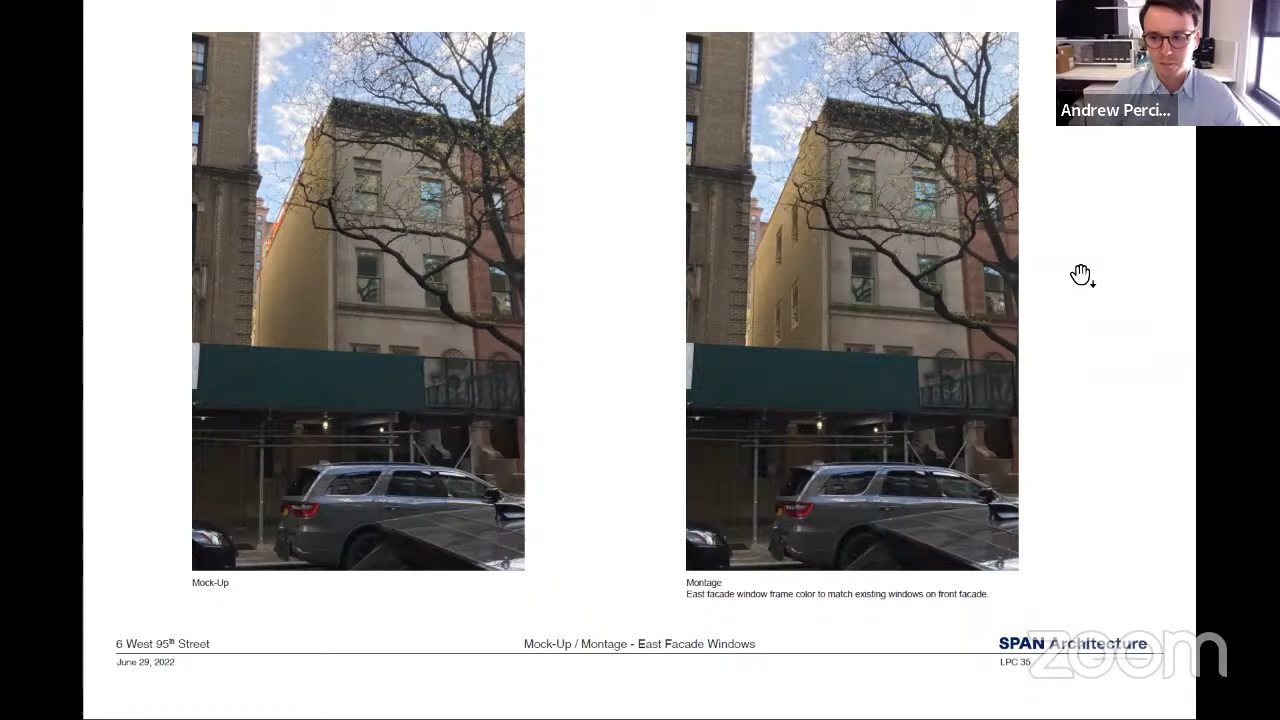 Andrew Perci...
Mock-Up
Montage
East facade window frame color to match existing windows on front facade.
6 West 95th Street
Mock-Up / Montage - East Facade Windows
SPAN Architecture
June 29, 2022
LPC 35
zoom